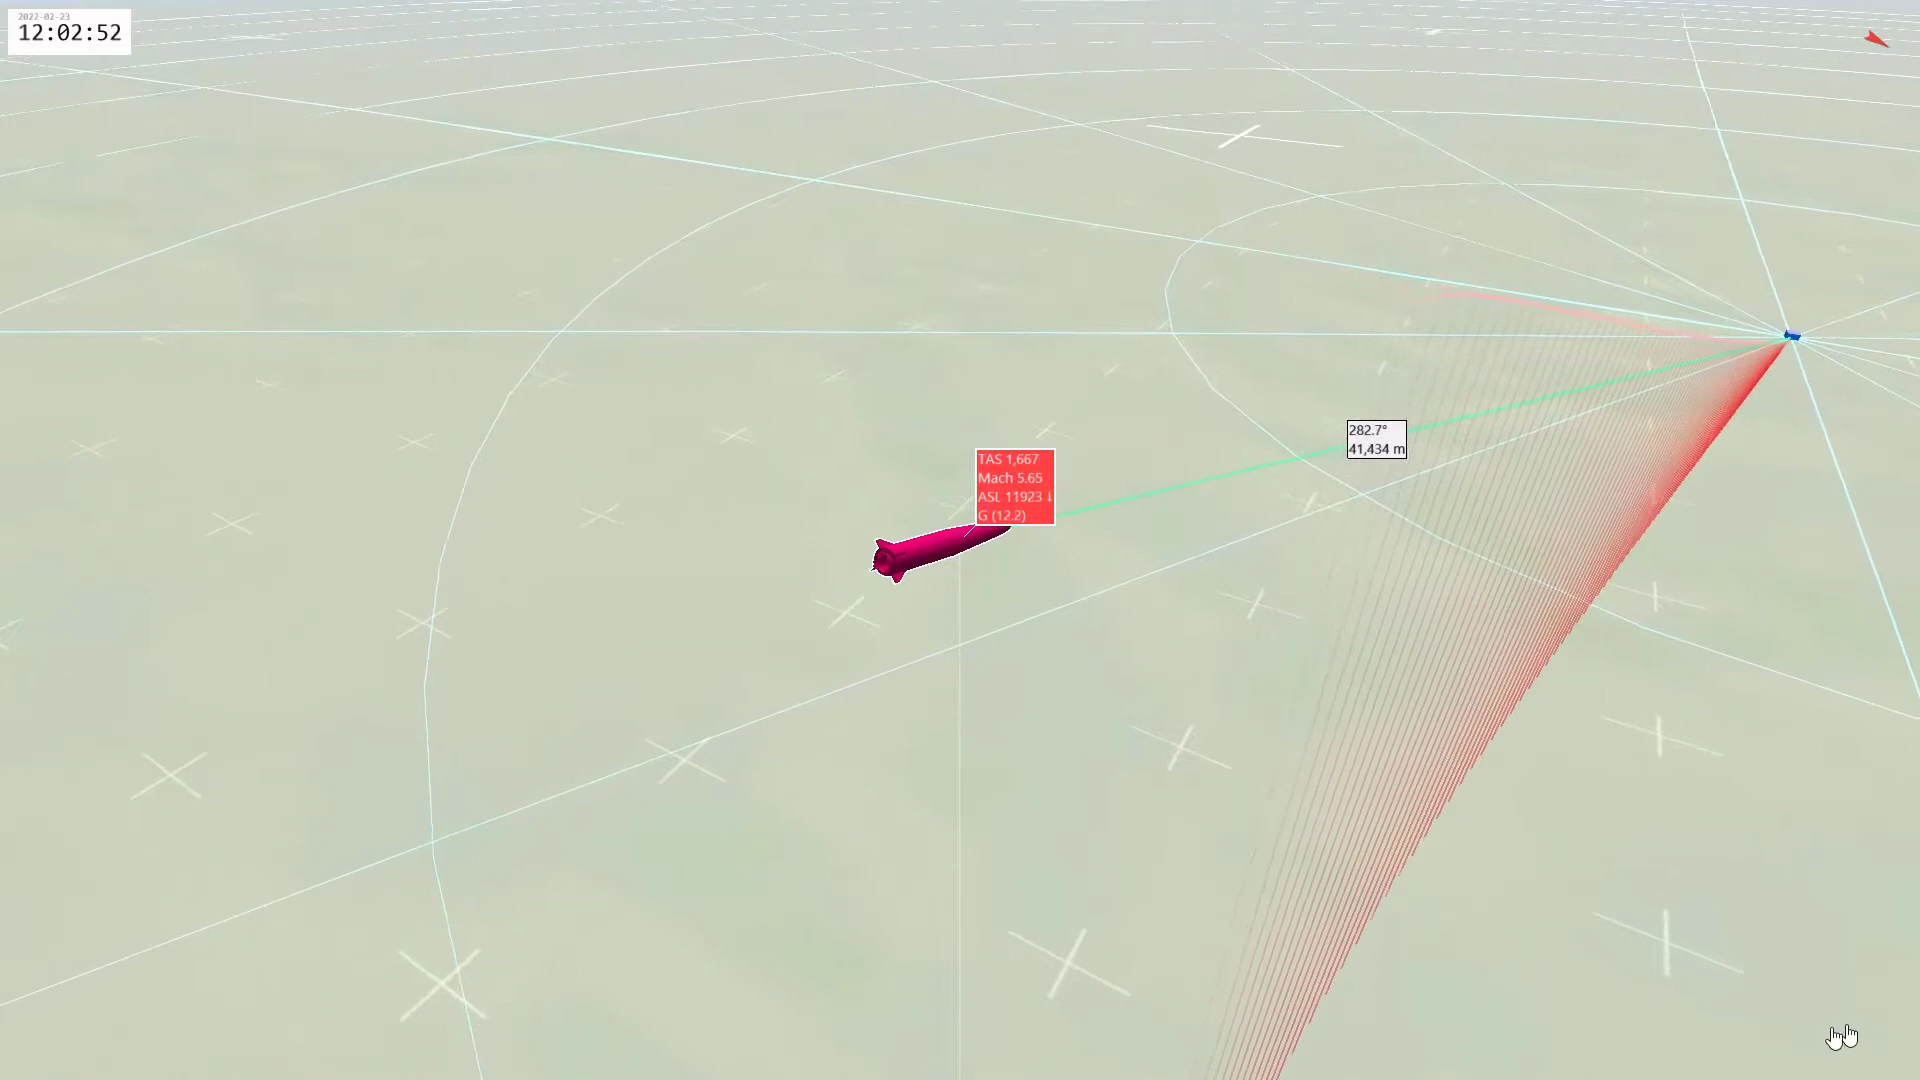 2022-02-23
12:02:52
282.7°
41,434 m
TAS 1,667
Mach 5.65
ASL 11923 ↓
G (12.2)